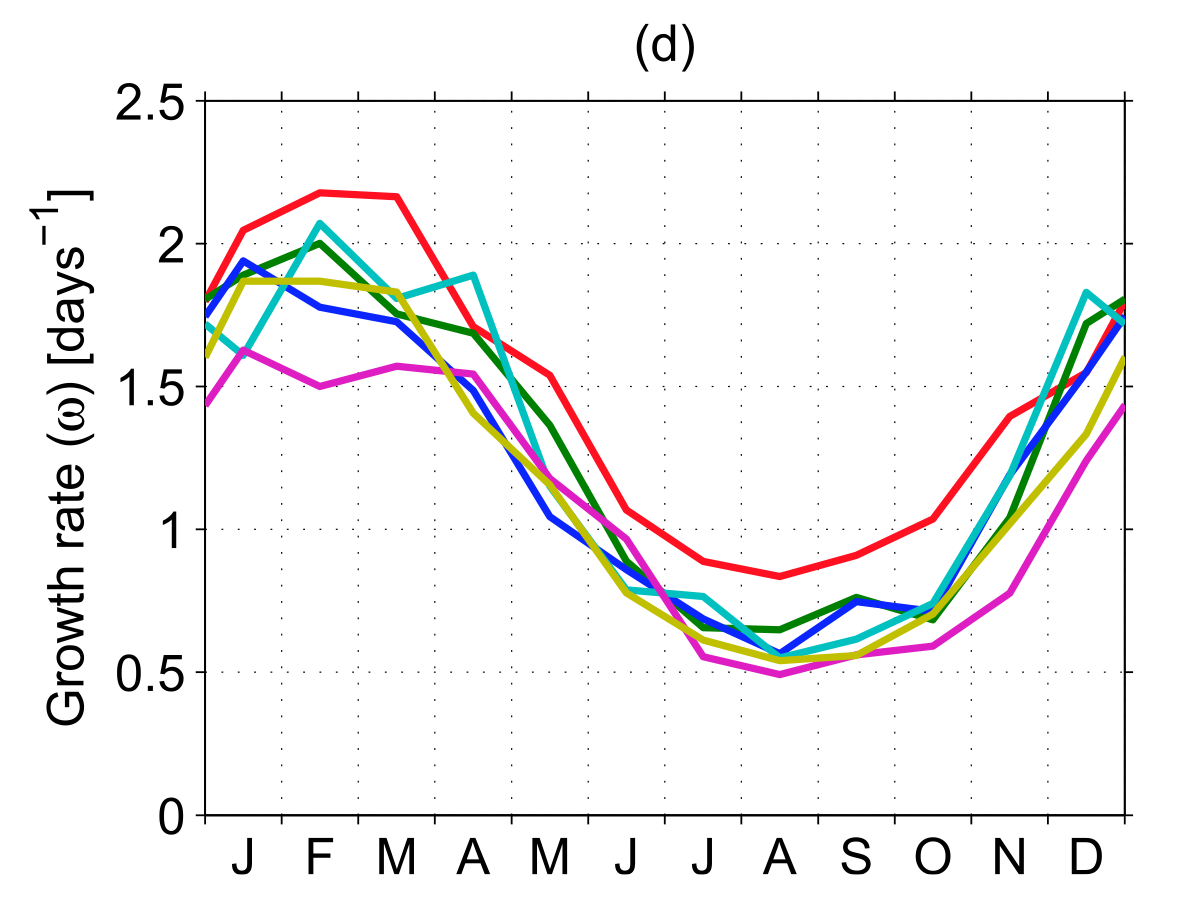 (d)
2.5
2
1.5
1
0.5
0
Growth rate (ω) [days⁻¹]
J F M A M J J A S O N D